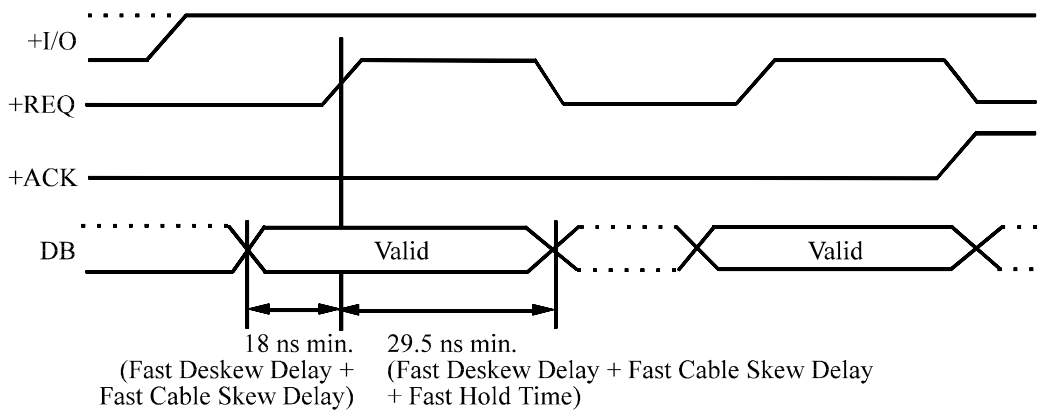 +I/O
+REQ
+ACK
DB
Valid
Valid
18 ns min.
(Fast Deskew Delay +
Fast Cable Skew Delay)
29.5 ns min.
(Fast Deskew Delay + Fast Cable Skew Delay
+ Fast Hold Time)